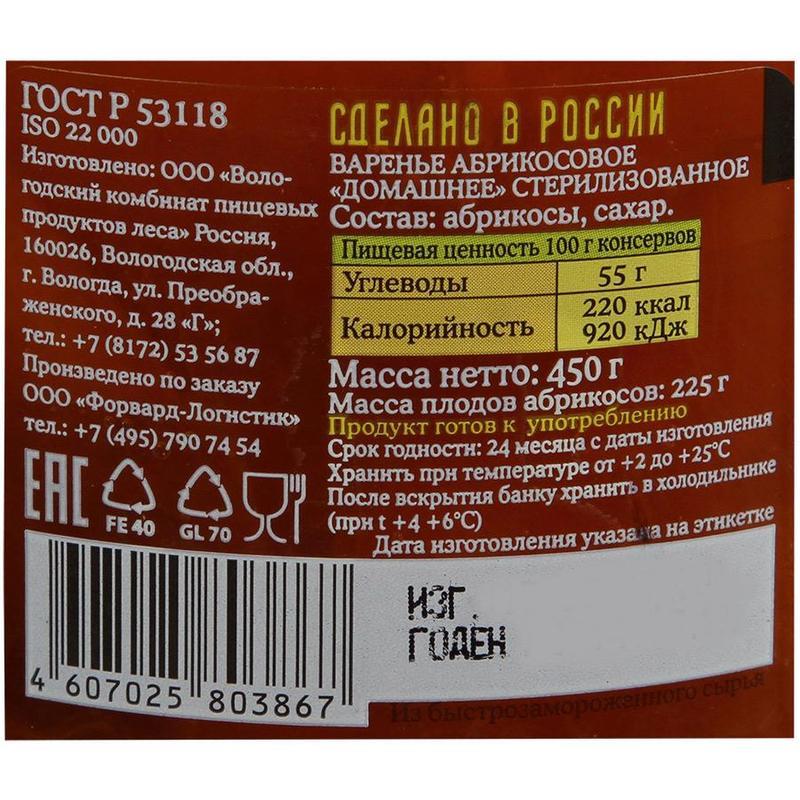 ГОСТ Р 53118
ISO 22 000
Изготовлено: ООО «Воло-
годский комбинат пищевых
продуктов леса» Россия,
160026, Вологодская обл.,
г. Вологда, ул. Преобра-
женского, д. 28 «Г»;
тел.: +7 (8172) 53 56 87
Произведено по заказу
ООО «Форвард-Логистик»
тел.: +7 (495) 790 74 54
EAC
FE 40
GL 70
4 607025 803867
СДЕЛАНО В РОССИИ
ВАРЕНЬЕ АБРИКОСОВОЕ
«ДОМАШНЕЕ» СТЕРИЛИЗОВАННОЕ
Состав: абрикосы, сахар.
Пищевая ценность 100 г консервов
Углеводы 55 г
Калорийность 220 ккал
920 кДж
Масса нетто: 450 г
Масса плодов абрикосов: 225 г
Продукт готов к употреблению
Срок годности: 24 месяца с даты изготовления
Хранить при температуре от +2 до +25°С
После вскрытия банку хранить в холодильнике
(при t +4 +6°С)
Дата изготовления указана на этикетке
ИЗГ.
ГОДЕН
Из быстрозамороженного сырья